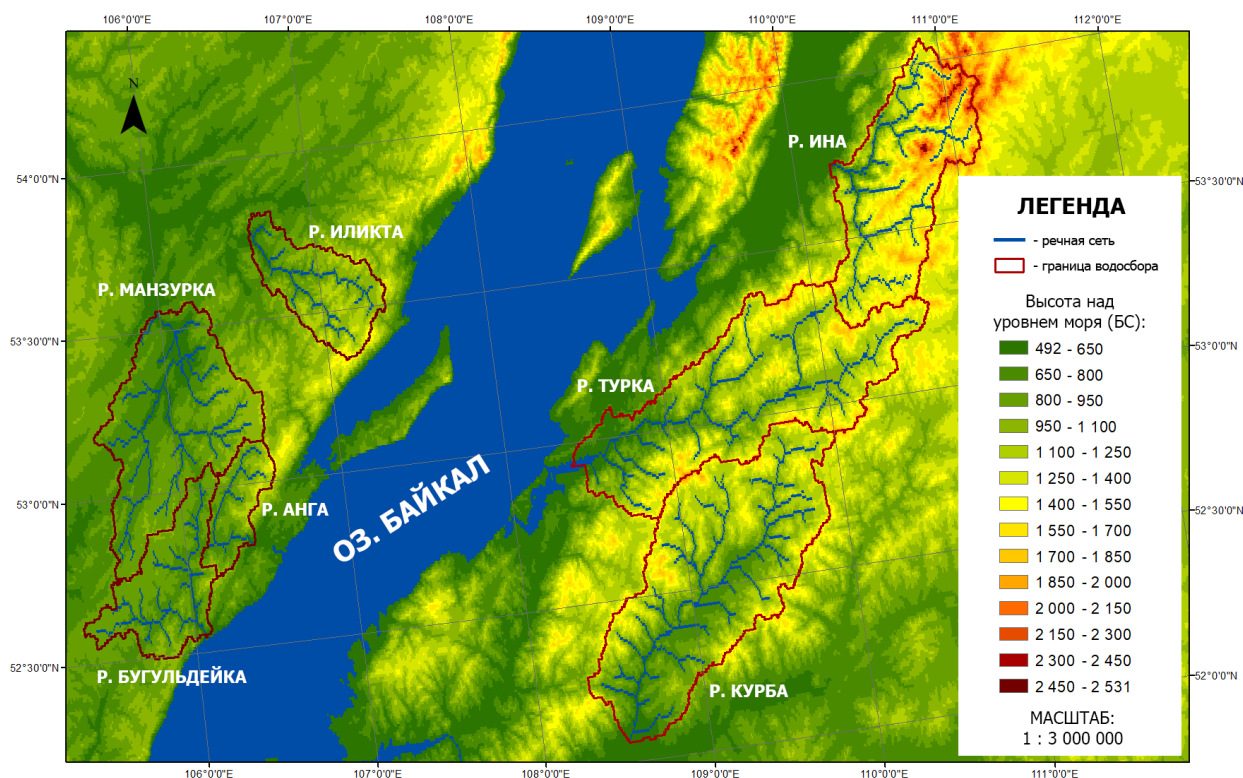 106°0'0"E 107°0'0"E 108°0'0"E 109°0'0"E 110°0'0"E 111°0'0"E 112°0'0"E
N
Р. ИНА
54°0'0"N
53°30'0"N
ЛЕГЕНДА
- речная сеть
- граница водосбора
Р. ИЛИКТА
Р. МАНЗУРКА
Высота над
уровнем моря (БС):
492 - 650
650 - 800
800 - 950
950 - 1 100
1 100 - 1 250
1 250 - 1 400
1 400 - 1 550
1 550 - 1 700
1 700 - 1 850
1 850 - 2 000
2 000 - 2 150
2 150 - 2 300
2 300 - 2 450
2 450 - 2 531
МАСШТАБ:
1 : 3 000 000
53°30'0"N
53°0'0"N
Р. ТУРКА
ОЗ. БАЙКАЛ
53°0'0"N
Р. АНГА
52°30'0"N
52°30'0"N
Р. БУГУЛЬДЕЙКА
Р. КУРБА
52°0'0"N
106°0'0"E 107°0'0"E 108°0'0"E 109°0'0"E 110°0'0"E 111°0'0"E